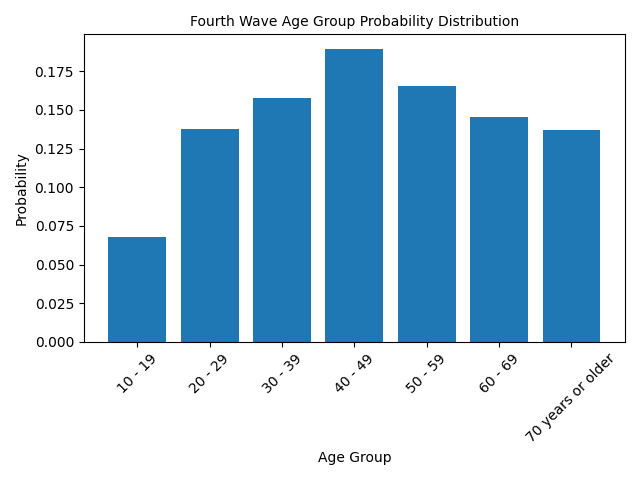 Fourth Wave Age Group Probability Distribution
Probability
0.175
0.150
0.125
0.100
0.075
0.050
0.025
0.000
10 - 19
20 - 29
30 - 39
40 - 49
50 - 59
60 - 69
70 years or older
Age Group